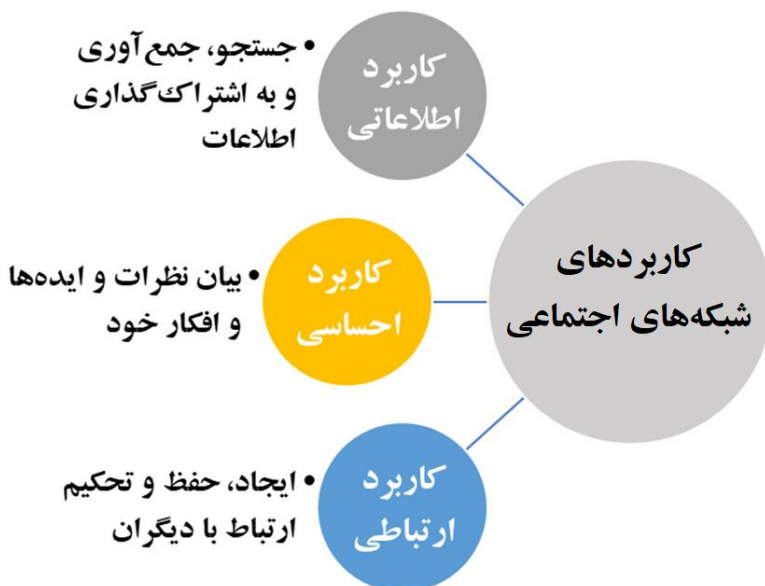 کاربردهای
شبکه‌های اجتماعی
کاربرد
اطلاعاتی
• جستجو، جمع‌آوری
و به اشتراک‌گذاری
اطلاعات
کاربرد
احساسی
• بیان نظرات و ایده‌ها
و افکار خود
کاربرد
ارتباطی
• ایجاد، حفظ و تحکیم
ارتباط با دیگران